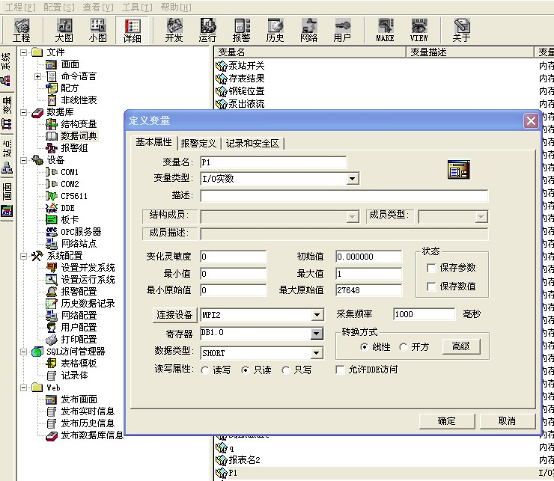 工程[F] 配置[S] 查看[V] 工具[T] 帮助[H]
工程 大图 小图 详细 开发 运行 报警 历史 网络 用户 MAKE VIEW 关于
系统
变量
站点
画面
文件
画面
命令语言
配方
非线性表
数据库
结构变量
数据词典
报警组
设备
COM1
COM2
CP5611
DDE
板卡
OPC服务器
网络站点
系统配置
设置开发系统
设置运行系统
报警配置
历史数据记录
网络配置
用户配置
打印配置
SQL访问管理器
表格模板
记录体
Web
发布画面
发布实时信息
发布历史信息
发布数据库信息
变量名 变量描述 变
泵站开关 内存
存表结果 内存
钢锭位置 内存
泵出液流 内存
定义变量
基本属性 报警定义 记录和安全区
变量名: P1
变量类型: I/O实数
描述:
结构成员: 成员类型:
成员描述:
变化灵敏度 0 初始值 0.000000
最小值 0 最大值 1
最小原始值 0 最大原始值 27648
状态
保存参数
保存数值
连接设备 MPI2 采集频率 1000 毫秒
寄存器 DB1.0
数据类型: SHORT
转换方式
线性 开方 高级
读写属性: 读写 只读 只写 允许DDE访问
确定 取消
q 内存
报表名2 内存
P1 I/O实